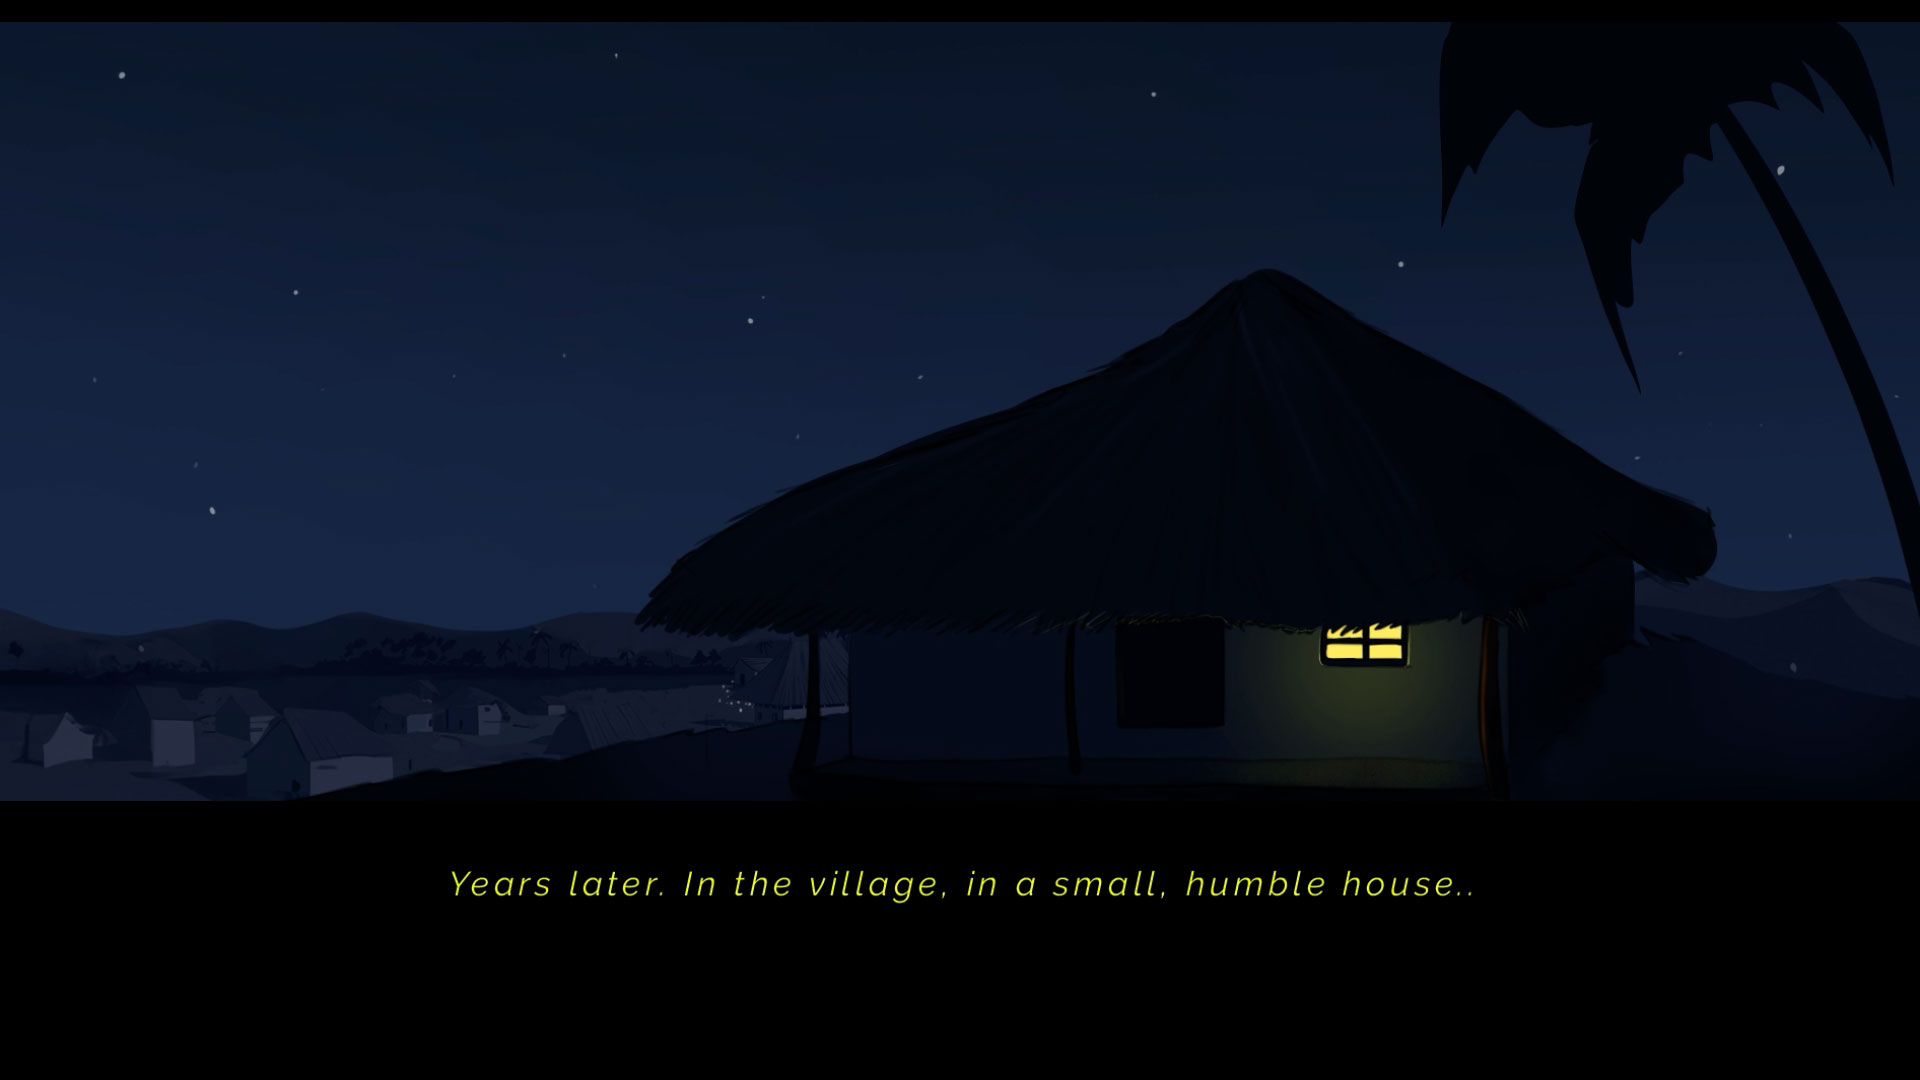 Years later. In the village, in a small, humble house..